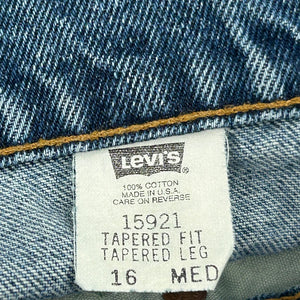 LEVI'S
100% COTTON
MADE IN U.S.A.
CARE ON REVERSE
15921
TAPERED FIT
TAPERED LEG
16 MED